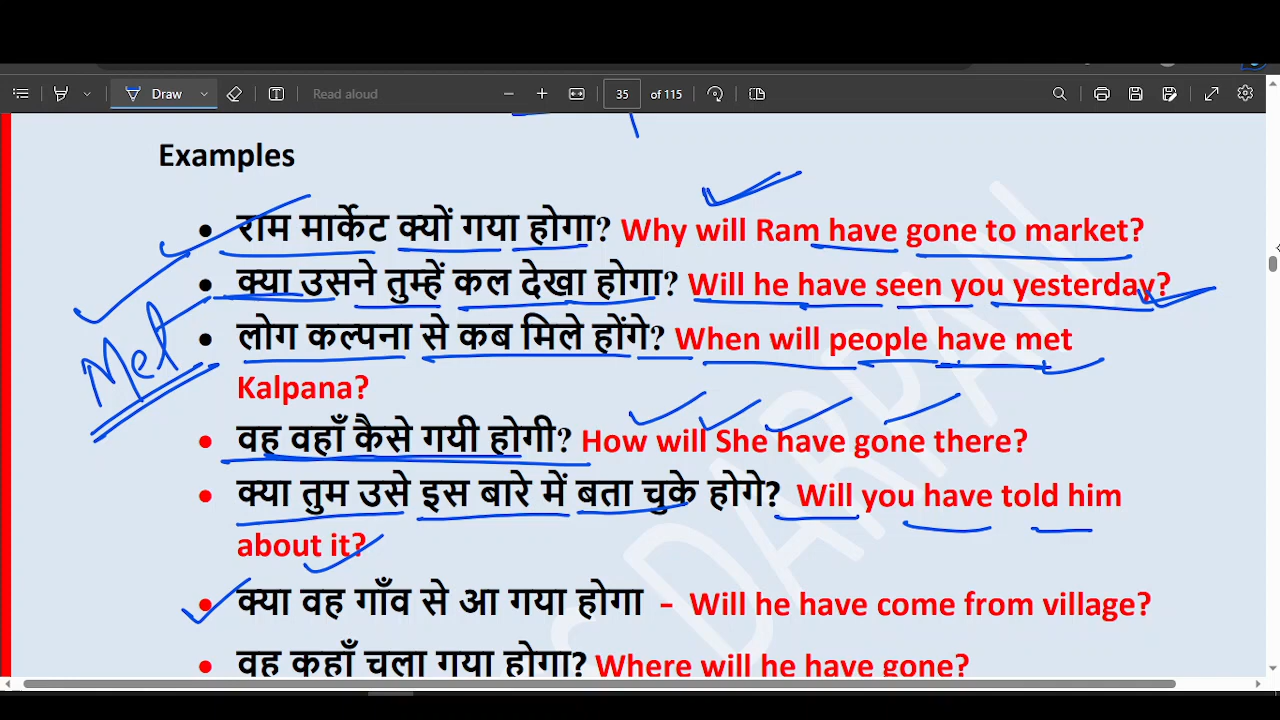 Draw
Read aloud
35 of 115
Examples
• राम मार्केट क्यों गया होगा? Why will Ram have gone to market?
• क्या उसने तुम्हें कल देखा होगा? Will he have seen you yesterday?
• लोग कल्पना से कब मिले होंगे? When will people have met
Met
Kalpana?
• वह वहाँ कैसे गयी होगी? How will She have gone there?
• क्या तुम उसे इस बारे में बता चुके होगे? Will you have told him
about it?
• क्या वह गाँव से आ गया होगा - Will he have come from village?
• वह कहाँ चला गया होगा? Where will he have gone?
DARPAN